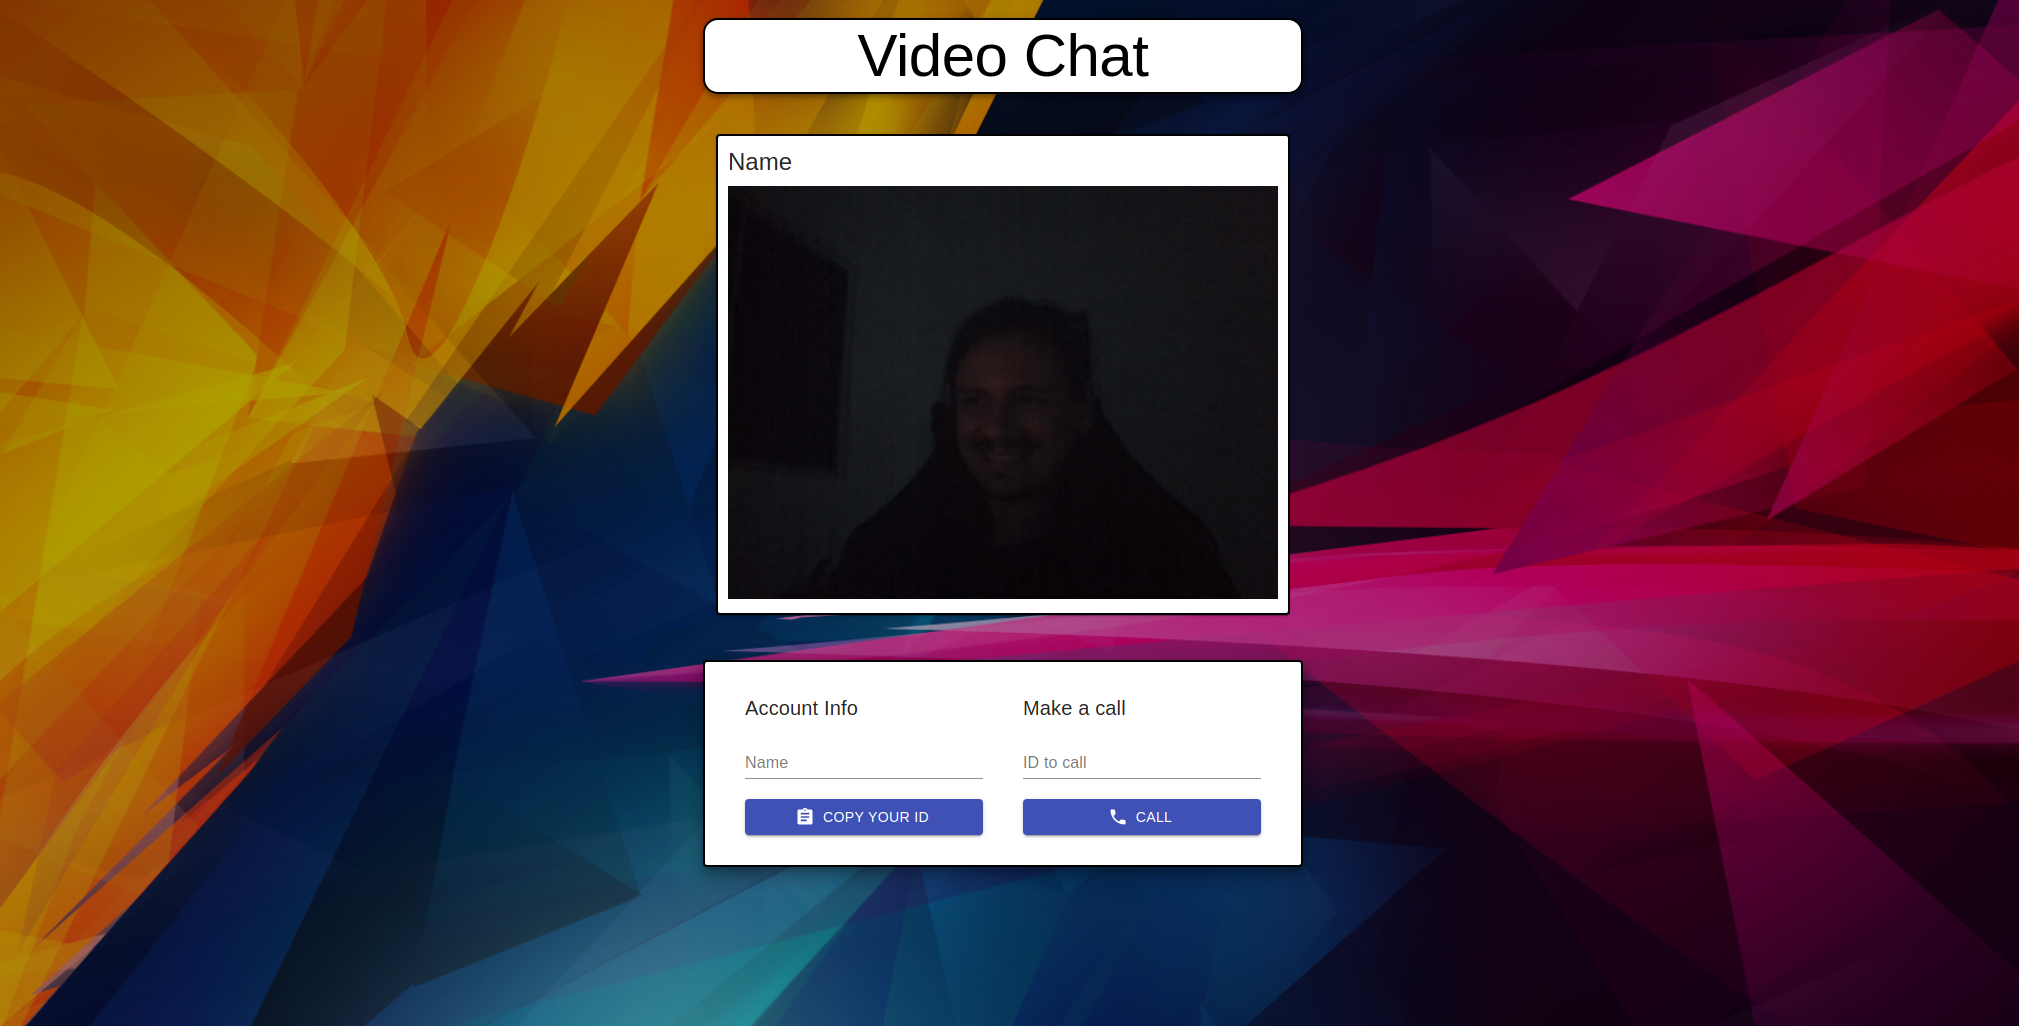 Video Chat
Name
Account Info
Name
COPY YOUR ID
Make a call
ID to call
CALL